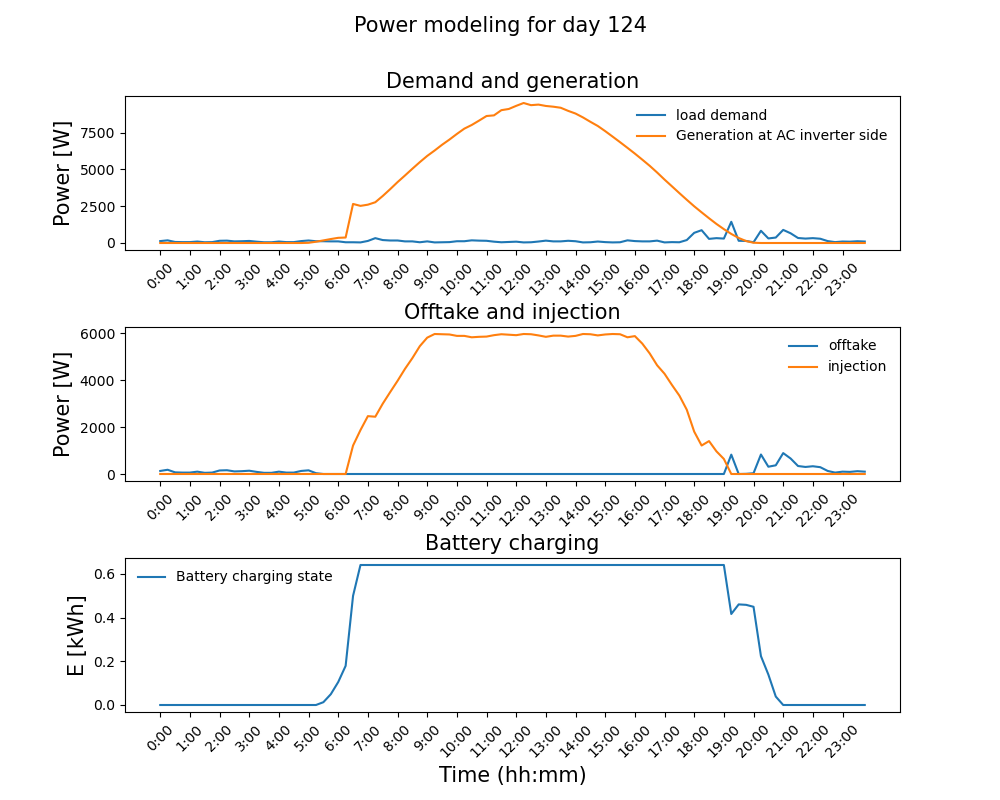 Power modeling for day 124
Demand and generation
Power [W]
7500
5000
2500
0
load demand
Generation at AC inverter side
0:00 1:00 2:00 3:00 4:00 5:00 6:00 7:00 8:00 9:00 10:00 11:00 12:00 13:00 14:00 15:00 16:00 17:00 18:00 19:00 20:00 21:00 22:00 23:00
Offtake and injection
Power [W]
6000
4000
2000
0
offtake
injection
0:00 1:00 2:00 3:00 4:00 5:00 6:00 7:00 8:00 9:00 10:00 11:00 12:00 13:00 14:00 15:00 16:00 17:00 18:00 19:00 20:00 21:00 22:00 23:00
Battery charging
E [kWh]
0.6
0.4
0.2
0.0
Battery charging state
0:00 1:00 2:00 3:00 4:00 5:00 6:00 7:00 8:00 9:00 10:00 11:00 12:00 13:00 14:00 15:00 16:00 17:00 18:00 19:00 20:00 21:00 22:00 23:00
Time (hh:mm)